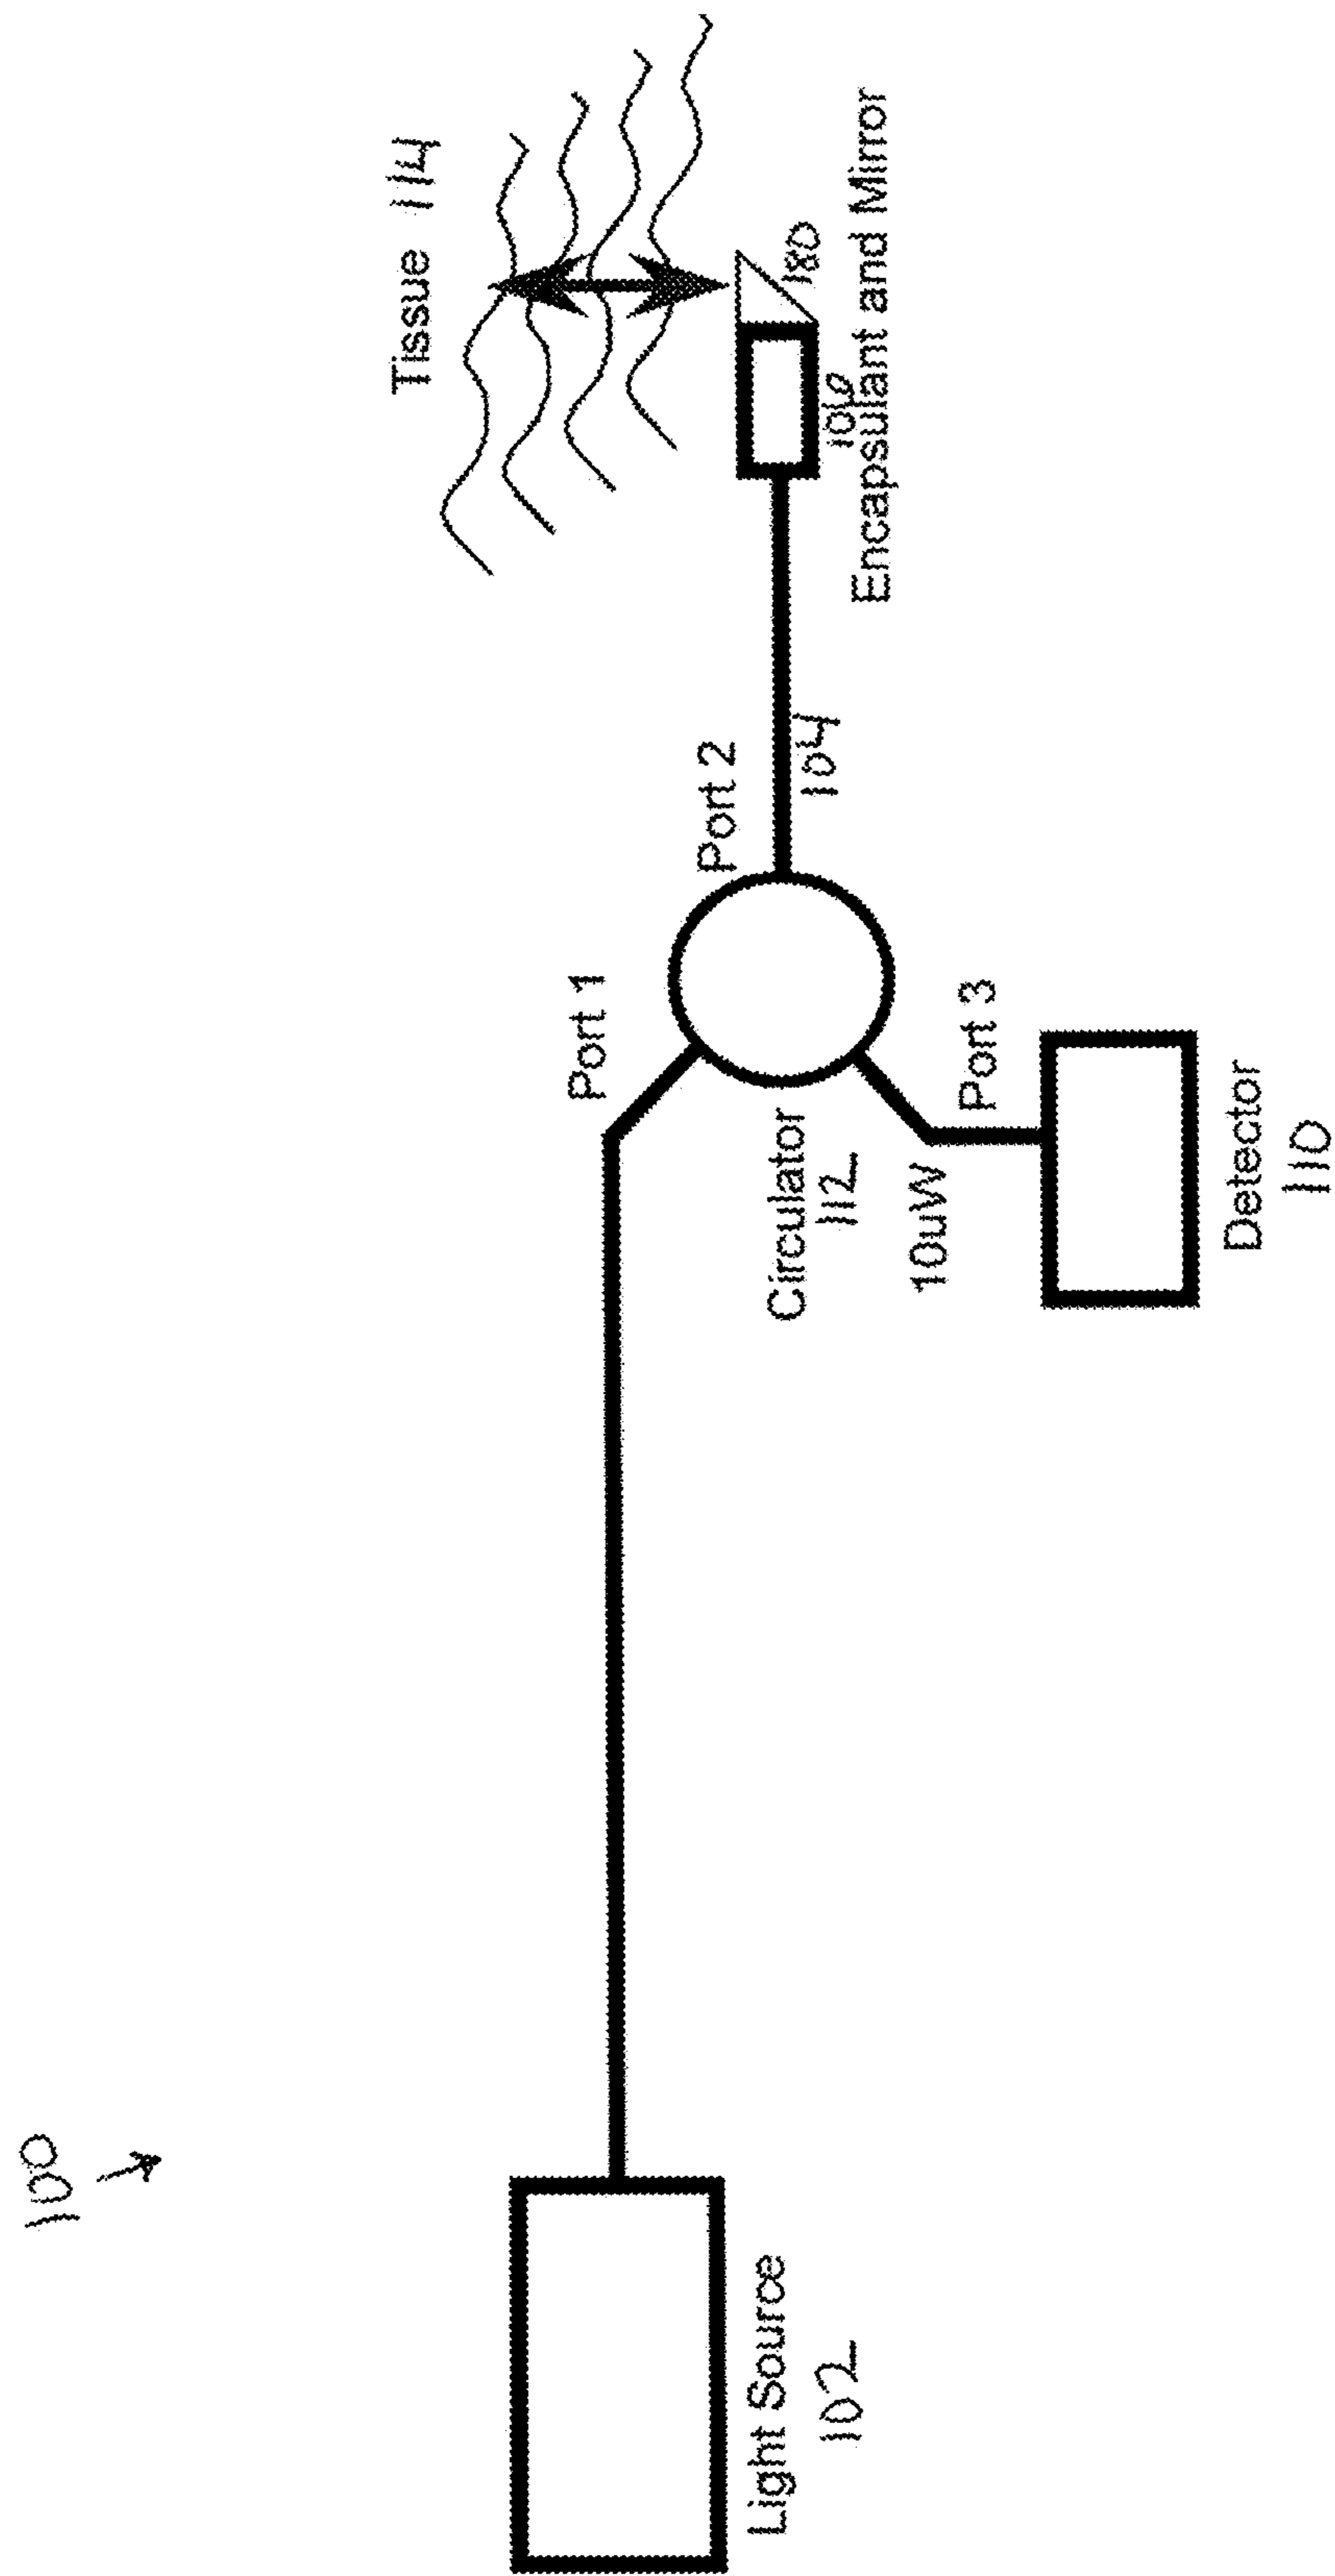 100
Tissue 114
Port 1
Port 2
Light Source
102
Circulator
112
104
180
106
Encapsulant and Mirror
10uW
Port 3
Detector
110